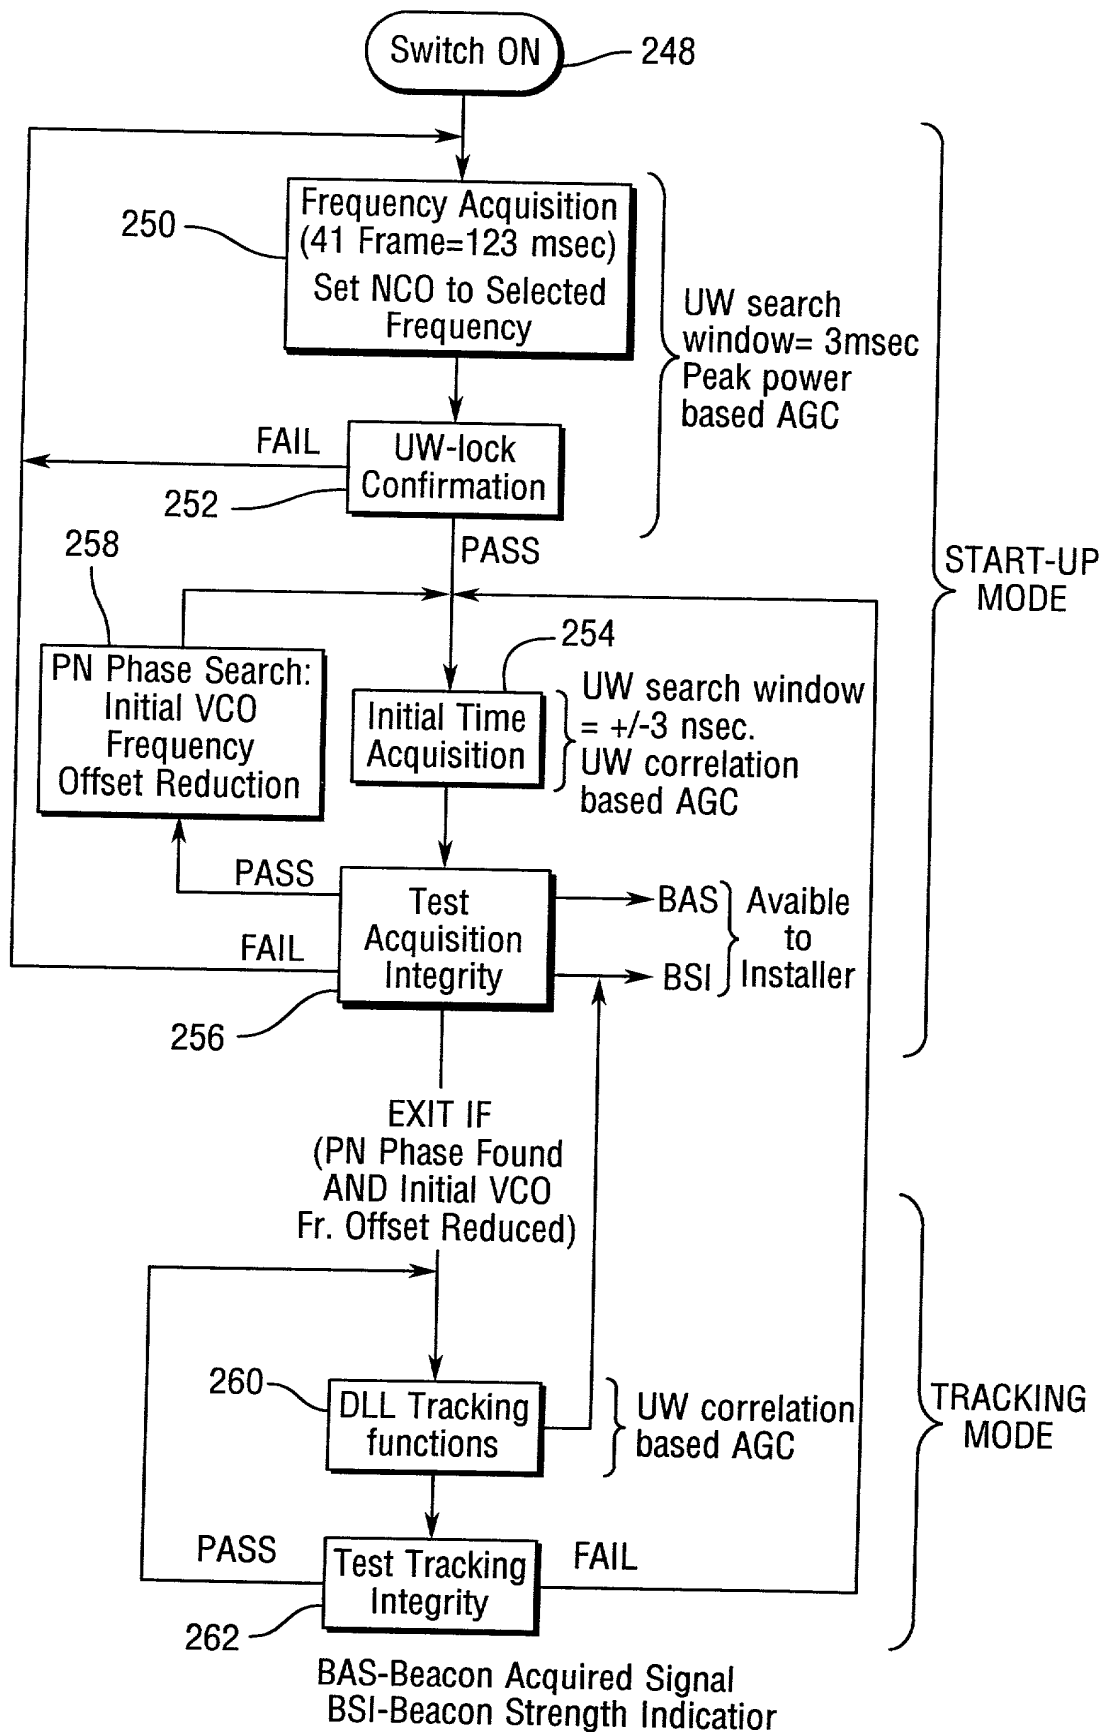 Switch ON
248
Frequency Acquisition
(41 Frame=123 msec)
Set NCO to Selected
Frequency
250
UW search
window= 3msec
Peak power
based AGC
FAIL
UW-lock
Confirmation
252
PASS
258
START-UP
MODE
254
PN Phase Search:
Initial VCO
Frequency
Offset Reduction
Initial Time
Acquisition
UW search window
= +/-3 nsec.
UW correlation
based AGC
PASS
FAIL
Test
Acquisition
Integrity
BAS
BSI
Avaible
to
Installer
256
EXIT IF
(PN Phase Found
AND Initial VCO
Fr. Offset Reduced)
260
DLL Tracking
functions
UW correlation
based AGC
TRACKING
MODE
PASS
Test Tracking
Integrity
FAIL
262
BAS-Beacon Acquired Signal
BSI-Beacon Strength Indicatior